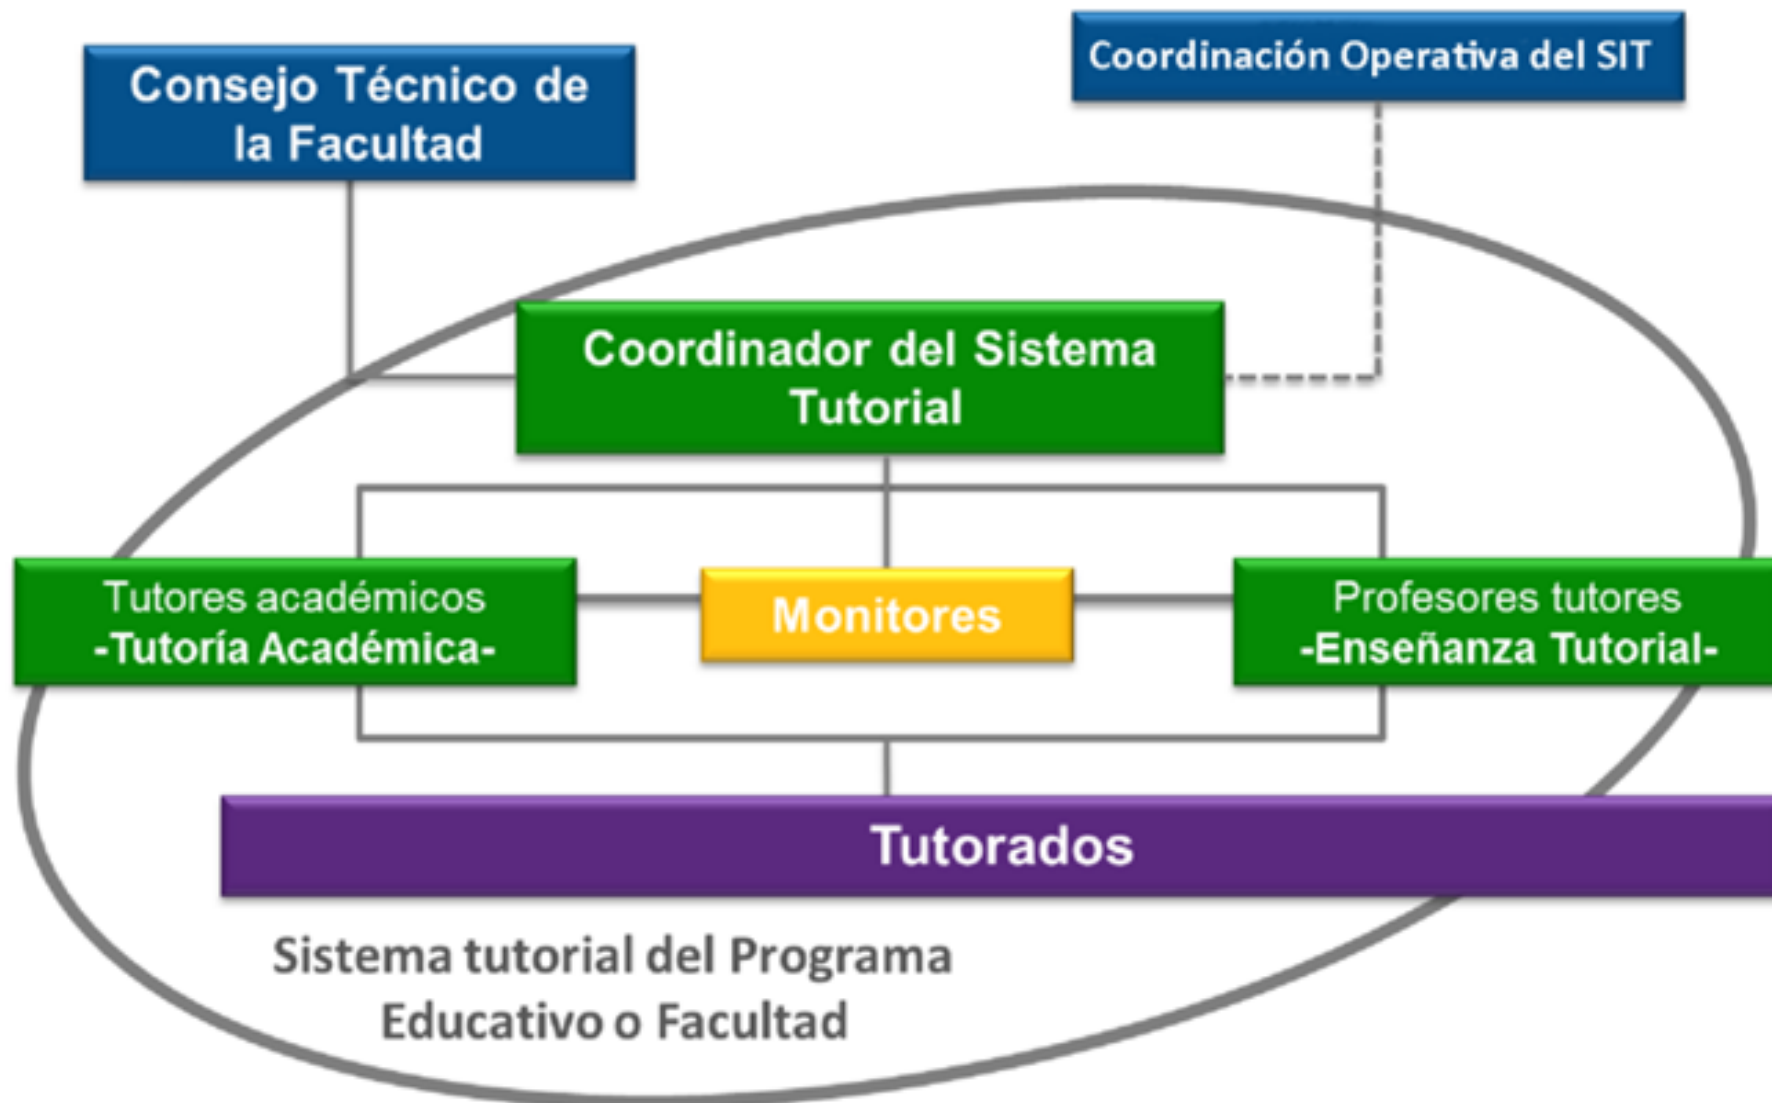 Consejo Técnico de
la Facultad
Coordinación Operativa del SIT
Coordinador del Sistema
Tutorial
Tutores académicos
-Tutoría Académica-
Monitores
Profesores tutores
-Enseñanza Tutorial-
Tutorados
Sistema tutorial del Programa
Educativo o Facultad